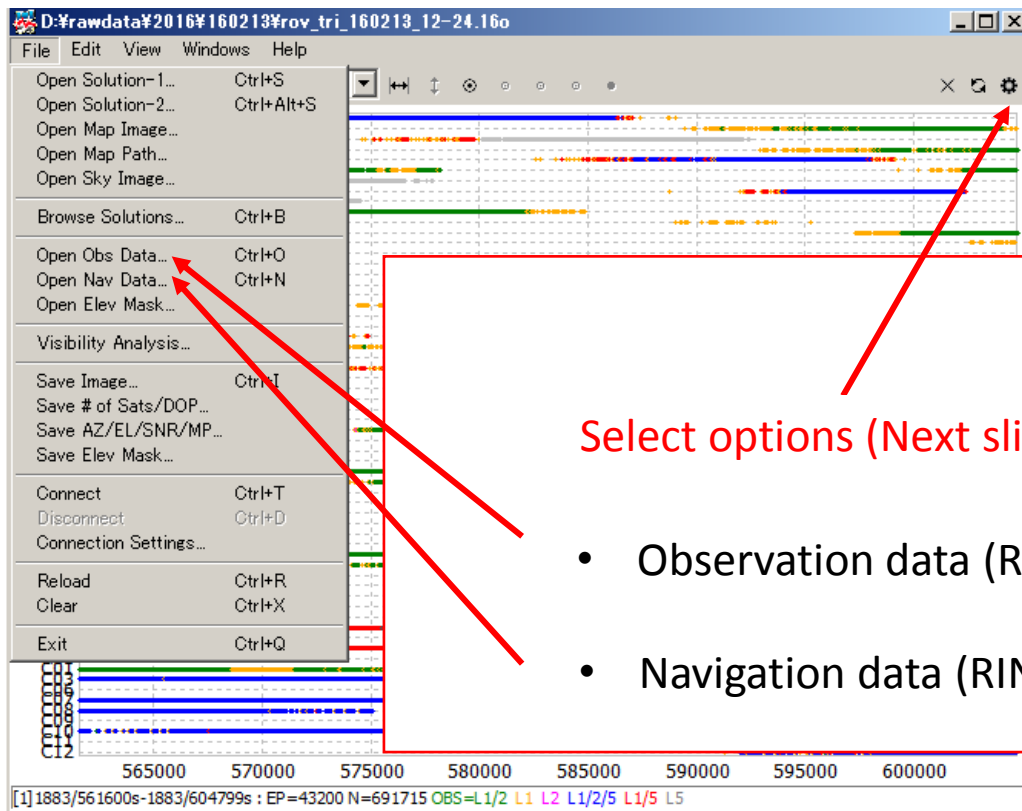 D:¥rawdata¥2016¥160213¥rov_tri_160213_12-24.16o
File Edit View Windows Help
Open Solution-1... Ctrl+S
Open Solution-2... Ctrl+Alt+S
Open Map Image...
Open Map Path...
Open Sky Image...
Browse Solutions... Ctrl+B
Open Obs Data... Ctrl+O
Open Nav Data... Ctrl+N
Open Elev Mask...
Visibility Analysis...
Save Image... Ctrl+I
Save # of Sats/DOP...
Save AZ/EL/SNR/MP...
Save Elev Mask...
Connect Ctrl+T
Disconnect Ctrl+D
Connection Settings...
Reload Ctrl+R
Clear Ctrl+X
Exit Ctrl+Q
Select options (Next sli
• Observation data (R
• Navigation data (RIN
C01
C03
C06
C07
C08
C09
C10
C11
C12
565000 570000 575000 580000 585000 590000 595000 600000
[1]1883/561600s-1883/604799s : EP=43200 N=691715 OBS=L1/2 L1 L2 L1/2/5 L1/5 L5